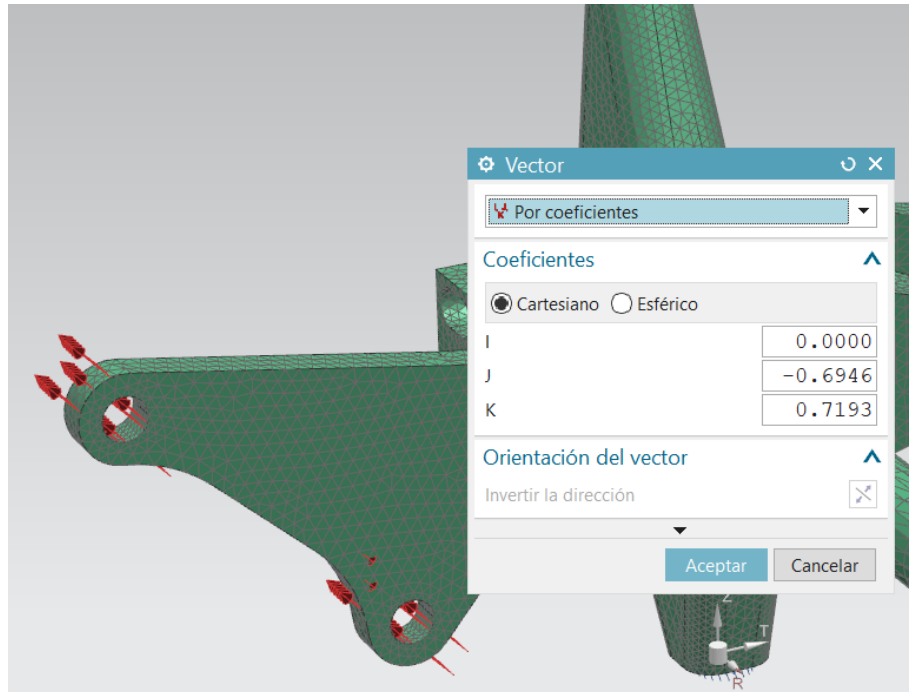 Vector
Por coeficientes
Coeficientes
Cartesiano Esférico
I 0.0000
J -0.6946
K 0.7193
Orientación del vector
Invertir la dirección
Aceptar Cancelar
Z
T
R